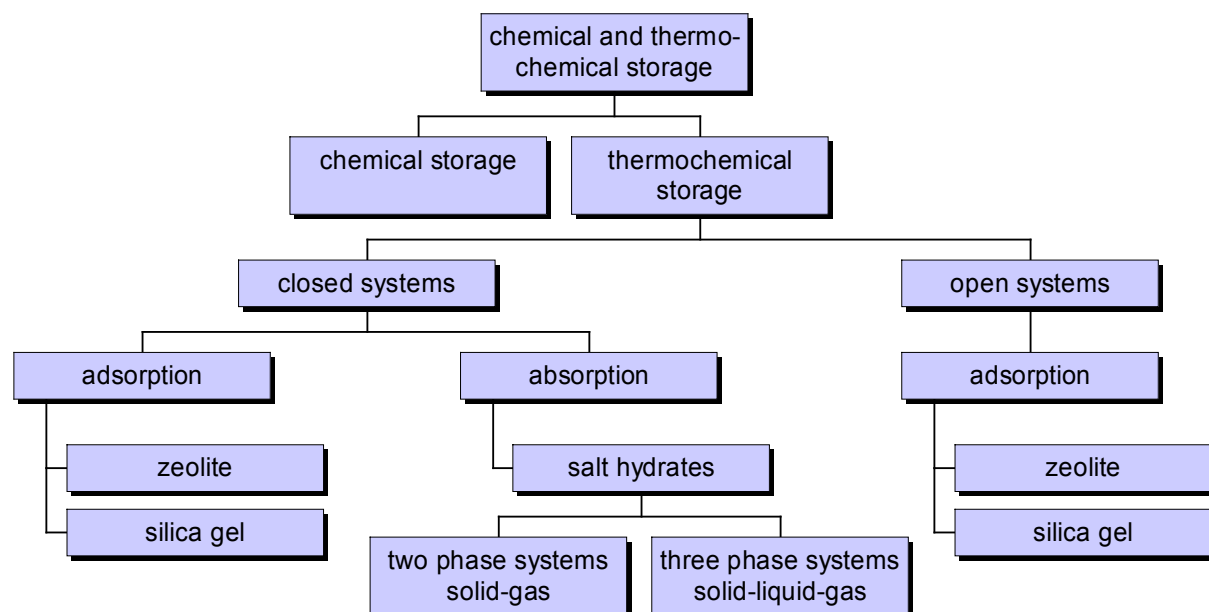 chemical and thermo-
chemical storage
chemical storage
thermochemical
storage
closed systems
open systems
adsorption
absorption
adsorption
zeolite
salt hydrates
zeolite
silica gel
silica gel
two phase systems
solid-gas
three phase systems
solid-liquid-gas